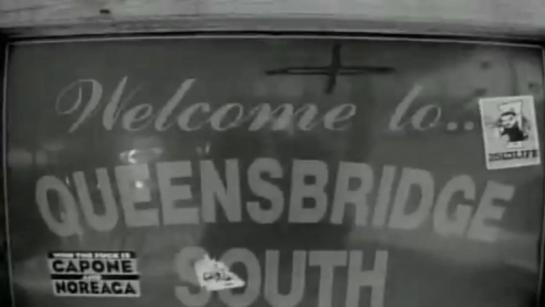 Welcome to...
QUEENSBRIDGE
SOUTH
CAPONE
NOREAGA